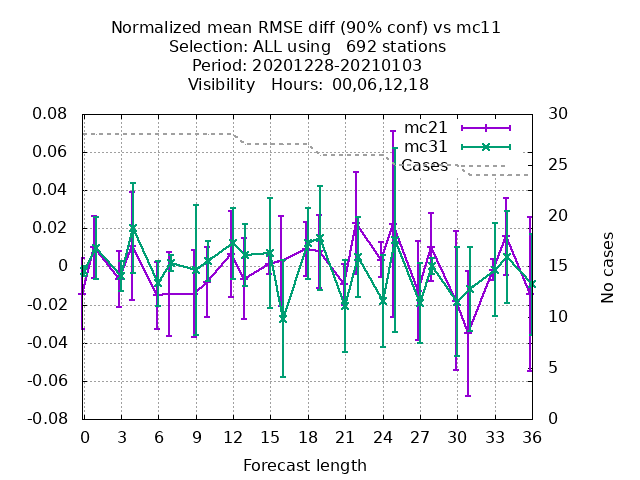 Normalized mean RMSE diff (90% conf) vs mc11
Selection: ALL using   692 stations
Period: 20201228-20210103
Visibility   Hours:  00,06,12,18
mc21
mc31
Cases
0.08
0.06
0.04
0.02
0
-0.02
-0.04
-0.06
-0.08
30
25
20
15
10
5
0
No cases
0 3 6 9 12 15 18 21 24 27 30 33 36
Forecast length